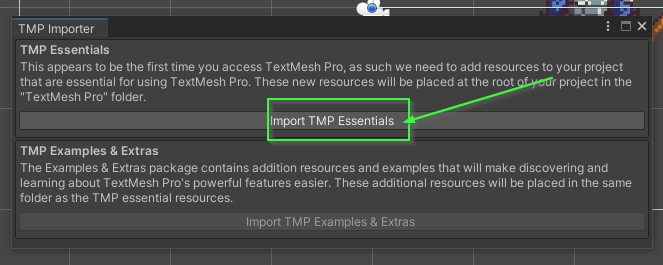 TMP Importer
TMP Essentials
This appears to be the first time you access TextMesh Pro, as such we need to add resources to your project
that are essential for using TextMesh Pro. These new resources will be placed at the root of your project in the
"TextMesh Pro" folder.
Import TMP Essentials
TMP Examples & Extras
The Examples & Extras package contains addition resources and examples that will make discovering and
learning about TextMesh Pro's powerful features easier. These additional resources will be placed in the same
folder as the TMP essential resources.
Import TMP Examples & Extras